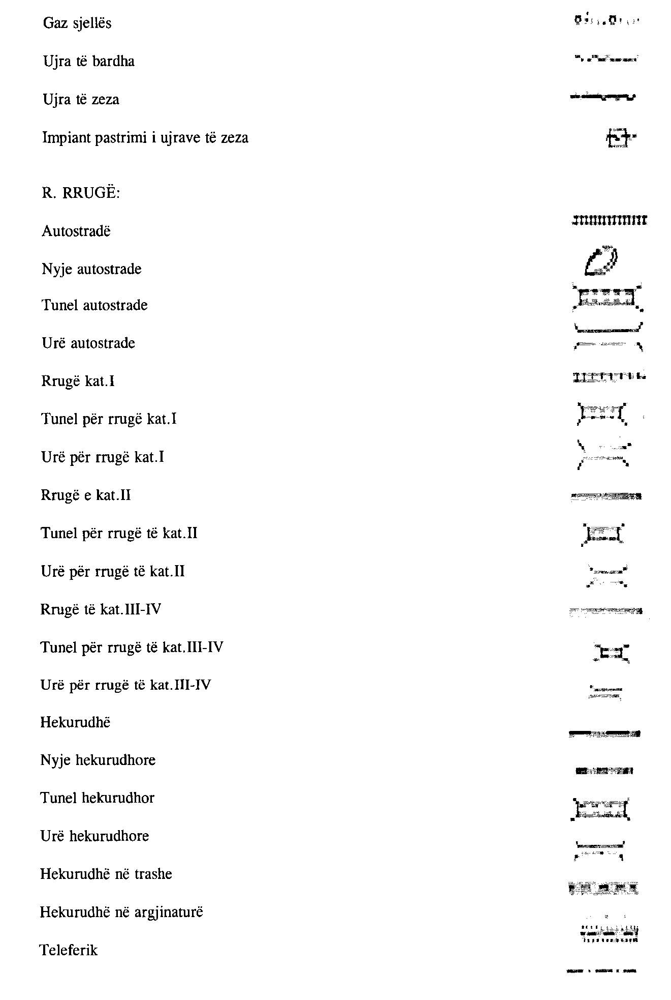 Gaz sjellës
Ujra të bardha
Ujra të zeza
Impiant pastrimi i ujrave të zeza
R. RRUGË:
Autostradë
Nyje autostrade
Tunel autostrade
Urë autostrade
Rrugë kat.I
Tunel për rrugë kat.I
Urë për rrugë kat.I
Rrugë e kat.II
Tunel për rrugë të kat.II
Urë për rrugë të kat.II
Rrugë të kat.III-IV
Tunel për rrugë të kat.III-IV
Urë për rrugë të kat.III-IV
Hekurudhë
Nyje hekurudhore
Tunel hekurudhor
Urë hekurudhore
Hekurudhë në trashe
Hekurudhë në argjinaturë
Teleferik